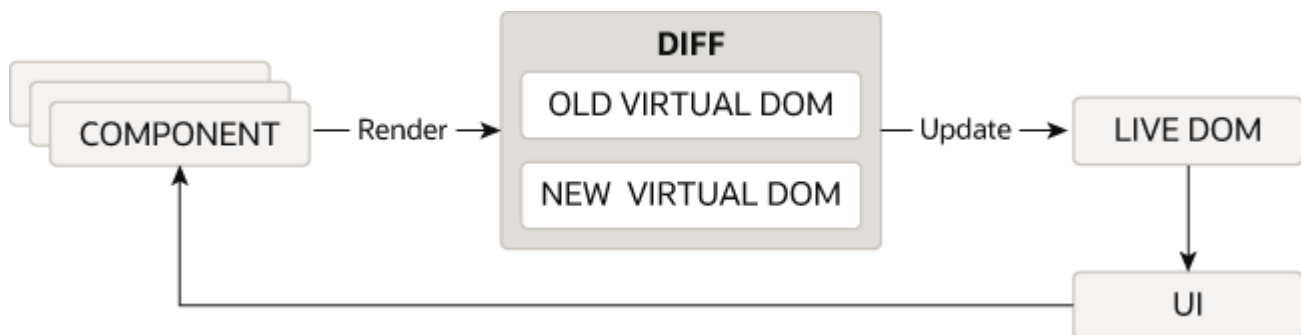 DIFF
OLD VIRTUAL DOM
COMPONENT
Render
Update
LIVE DOM
NEW VIRTUAL DOM
UI